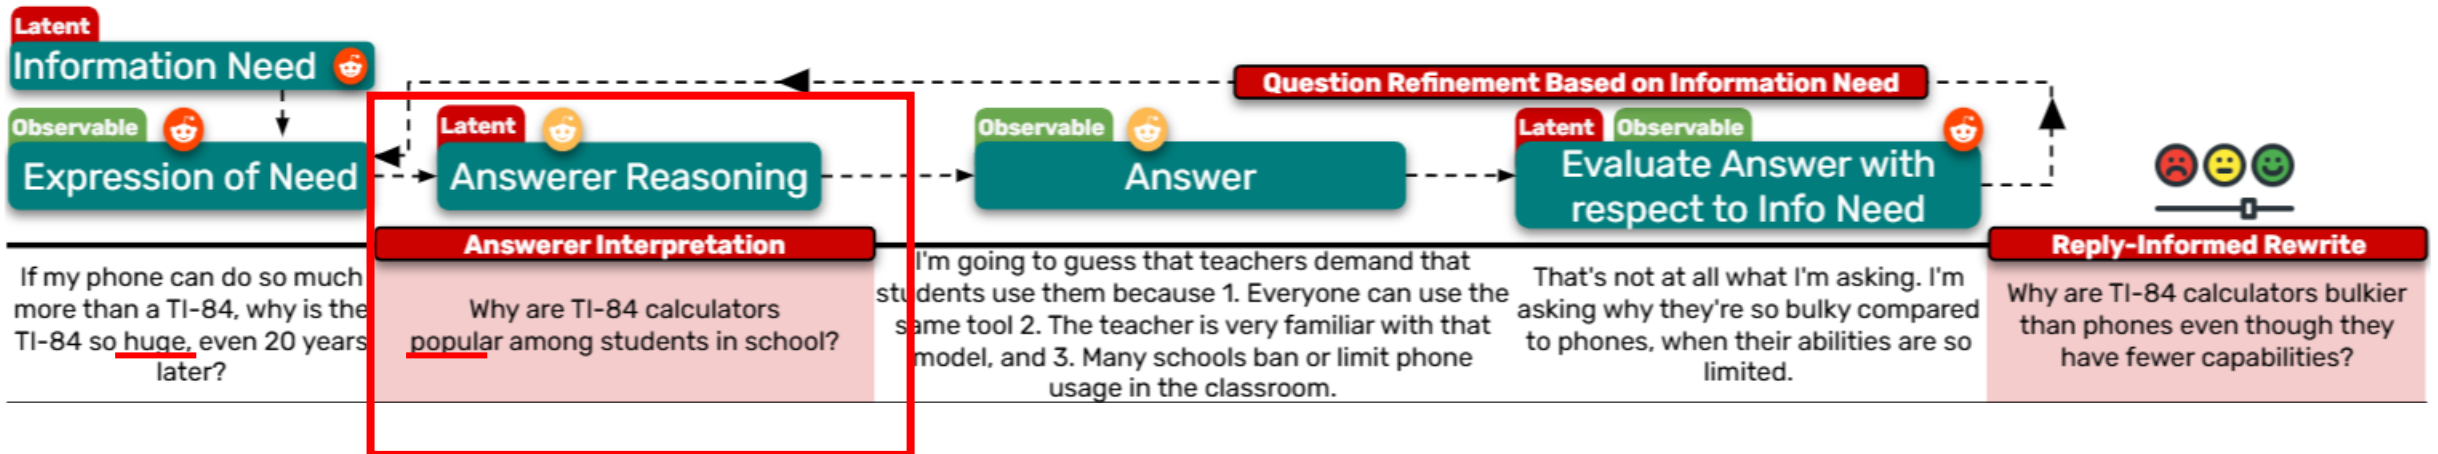 Latent
Information Need
Question Refinement Based on Information Need
Observable
Expression of Need
Latent
Answerer Reasoning
Observable
Answer
Latent
Observable
Evaluate Answer with
respect to Info Need
Answerer Interpretation
Reply-Informed Rewrite
If my phone can do so much
more than a TI-84, why is the
TI-84 so huge, even 20 years
later?
Why are TI-84 calculators
popular among students in school?
I'm going to guess that teachers demand that
students use them because 1. Everyone can use the
same tool 2. The teacher is very familiar with that
model, and 3. Many schools ban or limit phone
usage in the classroom.
That's not at all what I'm asking. I'm
asking why they're so bulky compared
to phones, when their abilities are so
limited.
Why are TI-84 calculators bulkier
than phones even though they
have fewer capabilities?